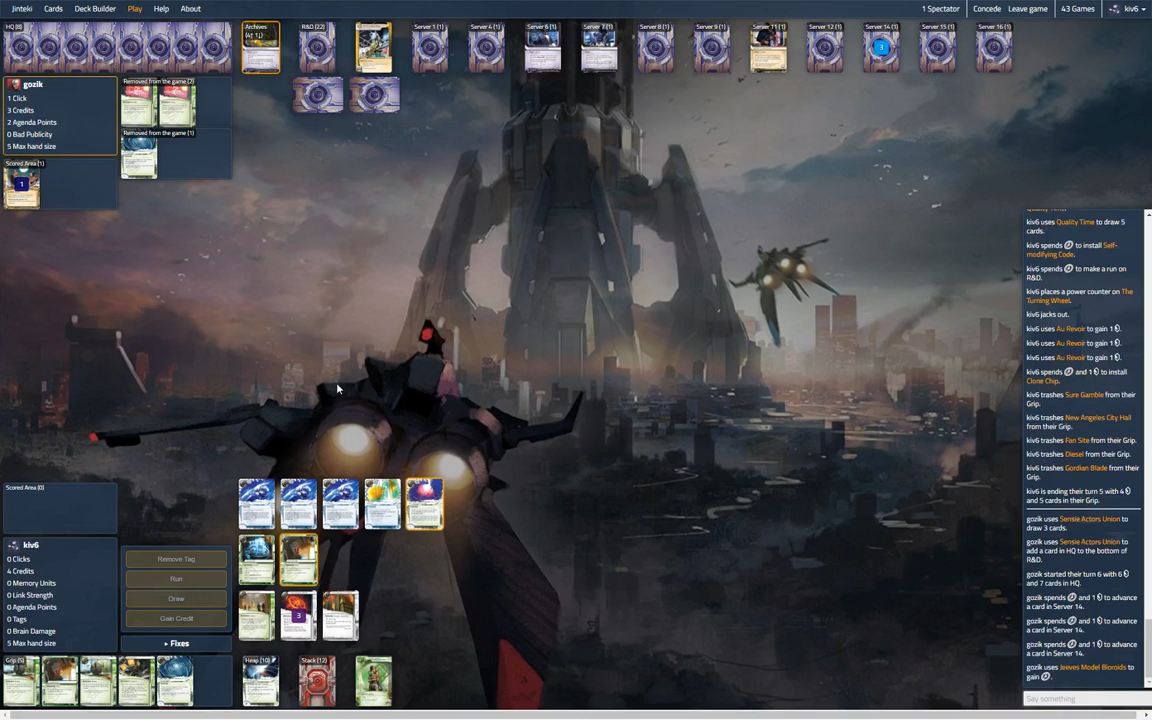 Jinteki Cards Deck Builder Play Help About
1 Spectator Concede Leave game 43 Games kiv6
HQ (8)
Archives
(4↑ 1↓)
R&D (22)
Server 1 (1)
Server 4 (1)
Server 6 (1)
Server 7 (1)
Server 8 (1)
Server 9 (1)
Server 11 (1)
Server 12 (1)
Server 14 (1)
Server 15 (1)
Server 16 (1)
3
gozik
1 Click
3 Credits
2 Agenda Points
0 Bad Publicity
5 Max hand size
Removed from the game (2)
Removed from the game (1)
Scored Area (1)
1
Quality Time.
kiv6 uses Quality Time to draw 5
cards.
kiv6 spends to install Self-
modifying Code.
kiv6 spends to make a run on
R&D.
kiv6 places a power counter on The
Turning Wheel.
kiv6 jacks out.
kiv6 uses Au Revoir to gain 1.
kiv6 uses Au Revoir to gain 1.
kiv6 uses Au Revoir to gain 1.
kiv6 spends and 1 to install
Clone Chip.
kiv6 trashes Sure Gamble from their
Grip.
kiv6 trashes New Angeles City Hall
from their Grip.
kiv6 trashes Fan Site from their
Grip.
kiv6 trashes Diesel from their Grip.
kiv6 trashes Gordian Blade from their
Grip.
kiv6 is ending their turn 5 with 4
and 5 cards in their Grip.
gozik uses Sensie Actors Union to
draw 3 cards.
gozik uses Sensie Actors Union to
add a card in HQ to the bottom of
R&D.
gozik started their turn 6 with 6
and 7 cards in HQ.
gozik spends and 1 to advance
a card in Server 14.
gozik spends and 1 to advance
a card in Server 14.
gozik spends and 1 to advance
a card in Server 14.
gozik uses Jeeves Model Bioroids to
gain.
Say something
Scored Area (0)
kiv6
0 Clicks
4 Credits
0 Memory Units
0 Link Strength
0 Agenda Points
0 Tags
0 Brain Damage
5 Max hand size
Remove Tag
Run
Draw
Gain Credit
▸ Fixes
3
Grip (5)
Heap (10)
Stack (12)